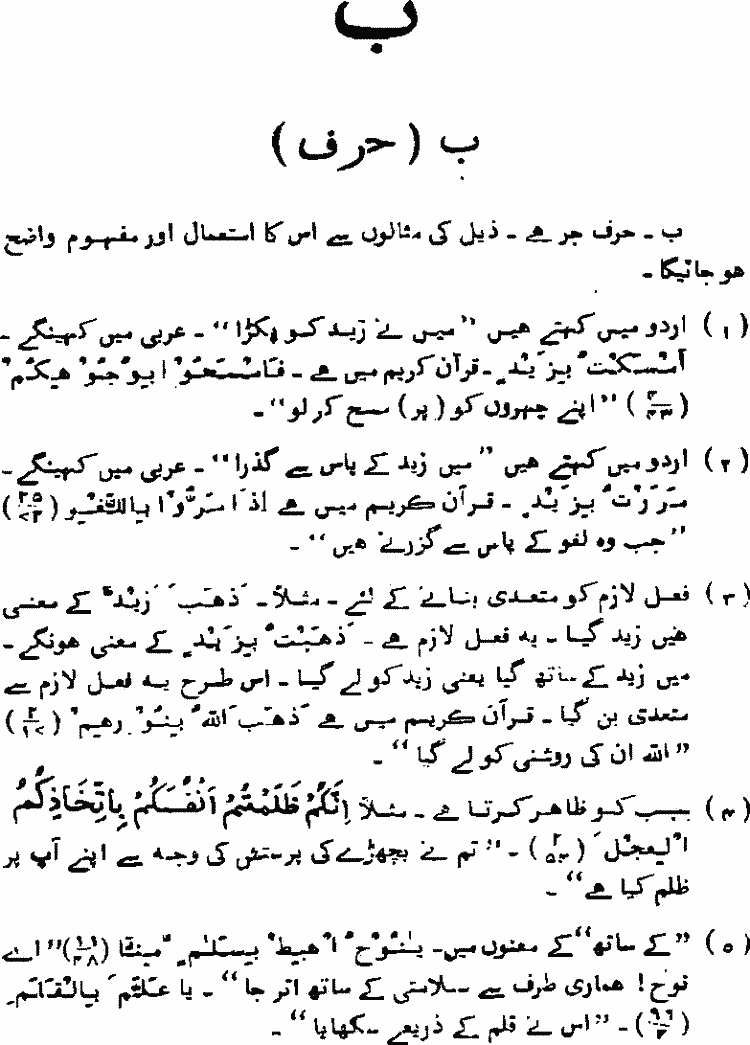 ب
ب ( حرف )
ب ۔ حرف جر ہے ۔ ذیل کی مثالوں سے اس کا استعمال اور مفہوم واضح
ہو جائیگا ۔
( ۱ ) اردو میں کہتے ہیں ”میں نے زید کو پکڑا“ ۔ عربی میں کہینگے ۔
اَمْسَكْتُ بِزَيْدٍ ۔ قرآن کریم میں ہے ۔ فَامْسَحُوْا بِوُجُوْهِكُمْ
( ۴/۴۳ ) ”اپنے چہروں کو ( پر ) مسح کر لو“ ۔
( ۲ ) اردو میں کہتے ہیں ”میں زید کے پاس سے گذرا“ ۔ عربی میں کہینگے ۔
مَرَرْتُ بِزَيْدٍ ۔ قرآن کریم میں ہے اِذَا مَرُّوْا بِاللَّغْوِ ( ۲۵/۷۲ )
”جب وہ لغو کے پاس سے گزرتے ہیں“ ۔
( ۳ ) فعل لازم کو متعدی بنانے کے لئے ۔ مثلاً ۔ ذَهَبَ زَيْدٌ کے معنی
ہیں زید گیا ۔ یہ فعل لازم ہے ۔ ذَهَبْتُ بِزَيْدٍ کے معنی ہونگے ۔
میں زید کے ساتھ گیا یعنی زید کو لے گیا ۔ اس طرح یہ فعل لازم سے
متعدی بن گیا ۔ قرآن کریم میں ہے ذَهَبَ اللهُ بِنُوْرِهِمْ ( ۲/۱۷ )
”اللہ ان کی روشنی کو لے گیا“ ۔
( ۴ ) سبب کو ظاہر کرتا ہے ۔ مثلاً اِنَّكُمْ ظَلَمْتُمْ اَنْفُسَكُمْ بِاتِّخَاذِكُمُ
الْعِجْلَ ( ۲/۵۴ ) ۔ ”تم نے بچھڑے کی پرستش کی وجہ سے اپنے آپ پر
ظلم کیا ہے“ ۔
( ۵ ) ”کے ساتھ“ کے معنوں میں۔ يٰنُوْحُ اهْبِطْ بِسَلٰمٍ مِّنَّا ( ۱۱/۴۸ ) ”اے
نوح! ہماری طرف سے سلامتی کے ساتھ اتر جا“ ۔ یا عَلَّمَ بِالْقَلَمِ
( ۹۶/۴ ) ۔ ”اس نے قلم کے ذریعے سکھایا“ ۔